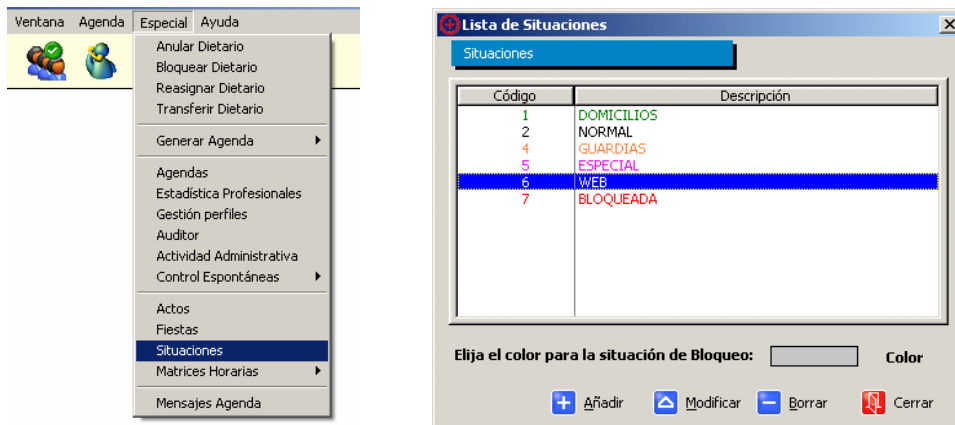 Ventana Agenda Especial Ayuda
Anular Dietario
Bloquear Dietario
Reasignar Dietario
Transferir Dietario
Generar Agenda
Agendas
Estadística Profesionales
Gestión perfiles
Auditor
Actividad Administrativa
Control Espontáneas
Actos
Fiestas
Situaciones
Matrices Horarias
Mensajes Agenda
Lista de Situaciones
Situaciones
Código Descripción
1 DOMICILIOS
2 NORMAL
4 GUARDIAS
5 ESPECIAL
6 WEB
7 BLOQUEADA
Elija el color para la situación de Bloqueo: Color
Añadir Modificar Borrar Cerrar